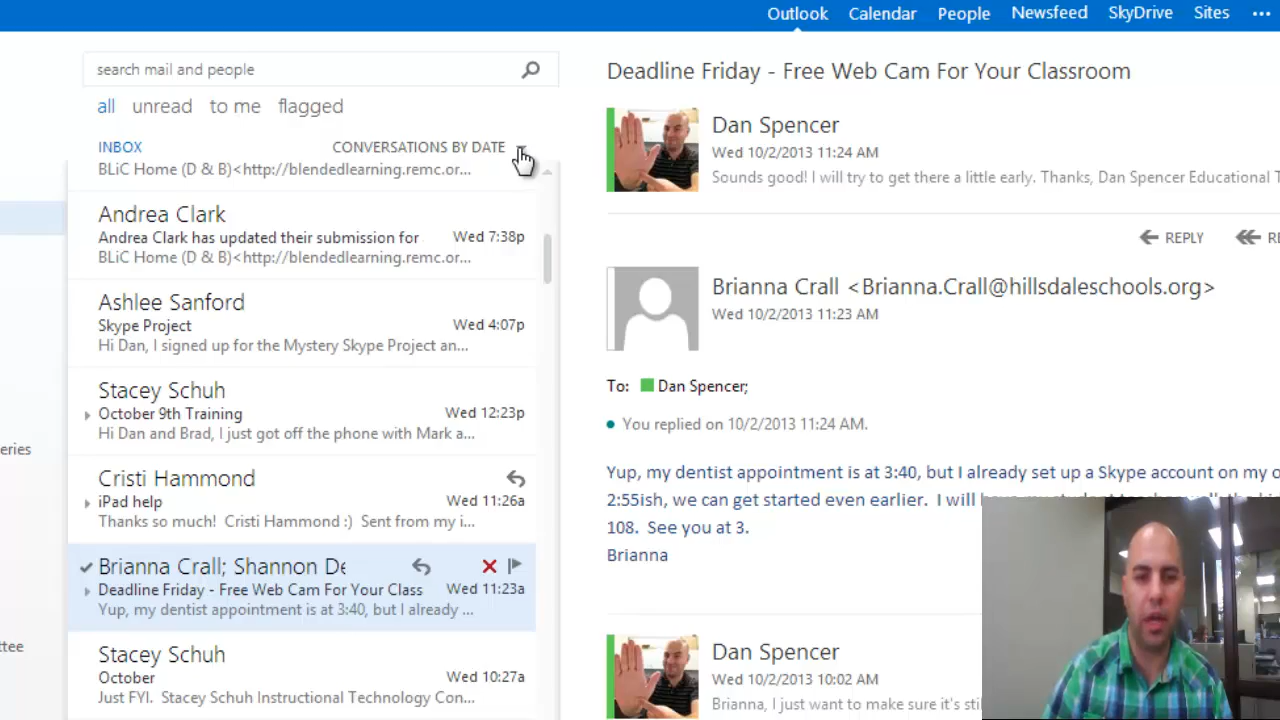 Outlook Calendar People Newsfeed SkyDrive Sites •••
search mail and people
all unread to me flagged
INBOX CONVERSATIONS BY DATE
BLiC Home (D & B)<http://blendedlearning.remc.or...
Andrea Clark
Andrea Clark has updated their submission for Wed 7:38p
BLiC Home (D & B)<http://blendedlearning.remc.or...
Ashlee Sanford
Skype Project Wed 4:07p
Hi Dan, I signed up for the Mystery Skype Project an...
Stacey Schuh
October 9th Training Wed 12:23p
Hi Dan and Brad, I just got off the phone with Mark a...
Cristi Hammond
iPad help Wed 11:26a
Thanks so much! Cristi Hammond :) Sent from my i...
Brianna Crall; Shannon De
Deadline Friday - Free Web Cam For Your Class Wed 11:23a
Yup, my dentist appointment is at 3:40, but I already ...
Stacey Schuh
October Wed 10:27a
Just FYI. Stacey Schuh Instructional Technology Con...
eries
ttee
Deadline Friday - Free Web Cam For Your Classroom
Dan Spencer
Wed 10/2/2013 11:24 AM
Sounds good! I will try to get there a little early. Thanks, Dan Spencer Educational T
REPLY RE
Brianna Crall <Brianna.Crall@hillsdaleschools.org>
Wed 10/2/2013 11:23 AM
To: Dan Spencer;
You replied on 10/2/2013 11:24 AM.
Yup, my dentist appointment is at 3:40, but I already set up a Skype account on my o
2:55ish, we can get started even earlier. I will
108. See you at 3.
Brianna
Dan Spencer
Wed 10/2/2013 10:02 AM
Brianna, I just want to make sure it's stil